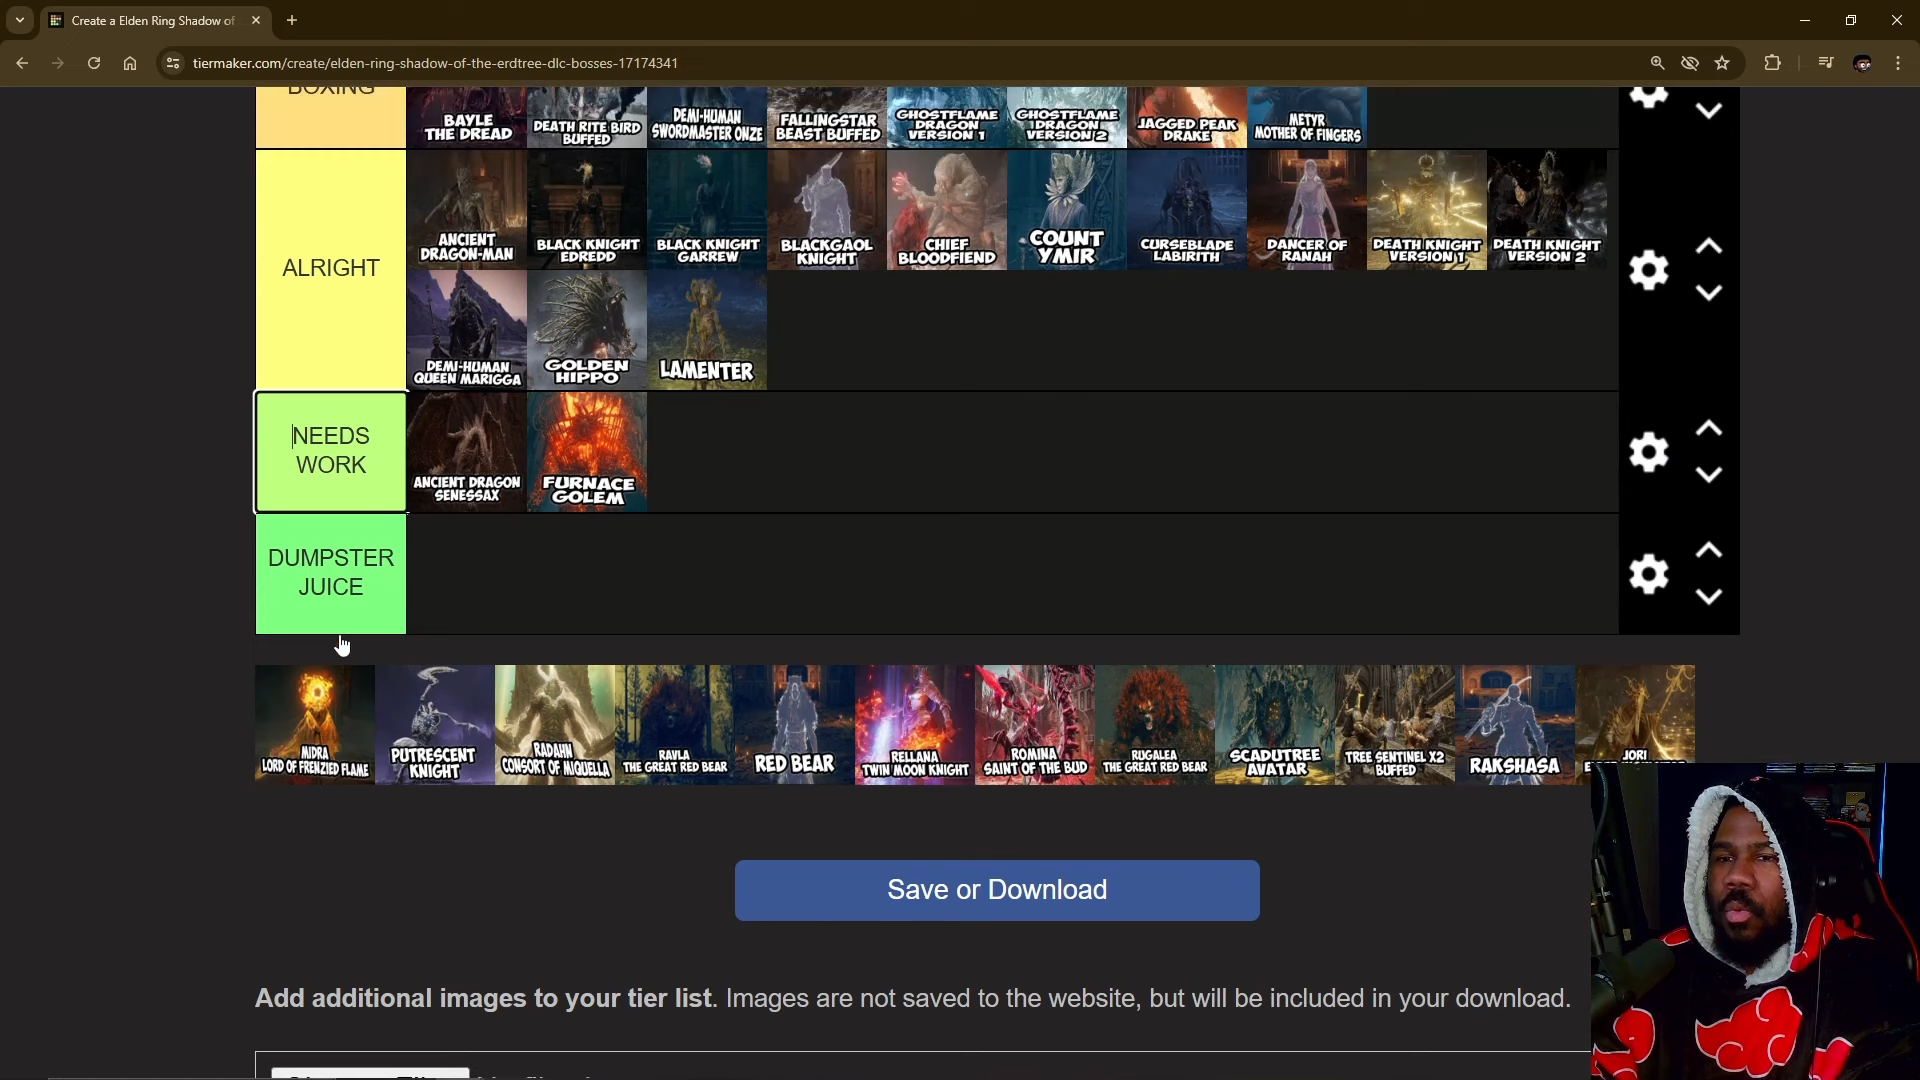 Create a Elden Ring Shadow of
tiermaker.com/create/elden-ring-shadow-of-the-erdtree-dlc-bosses-17174341
BOXING
BAYLE
THE DREAD
DEATH RITE BIRD
BUFFED
DEMI-HUMAN
SWORDMASTER ONZE
FALLINGSTAR
BEAST BUFFED
GHOSTFLAME
DRAGON
VERSION 1
GHOSTFLAME
DRAGON
VERSION 2
JAGGED PEAK
DRAKE
METYR
MOTHER OF FINGERS
ALRIGHT
ANCIENT
DRAGON-MAN
BLACK KNIGHT
EDREDD
BLACK KNIGHT
GARREW
BLACKGAOL
KNIGHT
CHIEF
BLOODFIEND
COUNT
YMIR
CURSEBLADE
LABIRITH
DANCER OF
RANAH
DEATH KNIGHT
VERSION 1
DEATH KNIGHT
VERSION 2
DEMI-HUMAN
QUEEN MARIGGA
GOLDEN
HIPPO
LAMENTER
NEEDS
WORK
ANCIENT DRAGON
SENESSAX
FURNACE
GOLEM
DUMPSTER
JUICE
MIDRA
LORD OF FRENZIED FLAME
PUTRESCENT
KNIGHT
RADAHN
CONSORT OF MIQUELLA
RAVLA
THE GREAT RED BEAR
RED BEAR
RELLANA
TWIN MOON KNIGHT
ROMINA
SAINT OF THE BUD
RUGALEA
THE GREAT RED BEAR
SCADUTREE
AVATAR
TREE SENTINEL X2
BUFFED
RAKSHASA
JORI
Save or Download
Add additional images to your tier list. Images are not saved to the website, but will be included in your download.